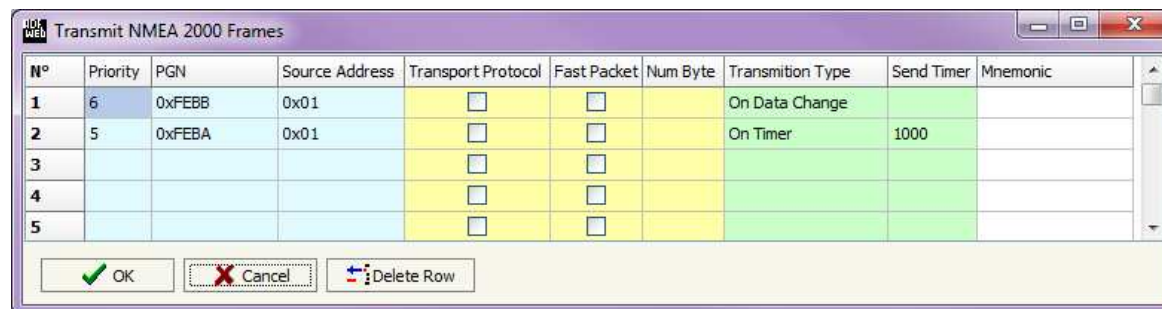 Transmit NMEA 2000 Frames
N° Priority PGN Source Address Transport Protocol Fast Packet Num Byte Transmition Type Send Timer Mnemonic
1 6 0xFEBB 0x01 On Data Change
2 5 0xFEBA 0x01 On Timer 1000
3
4
5
OK Cancel Delete Row